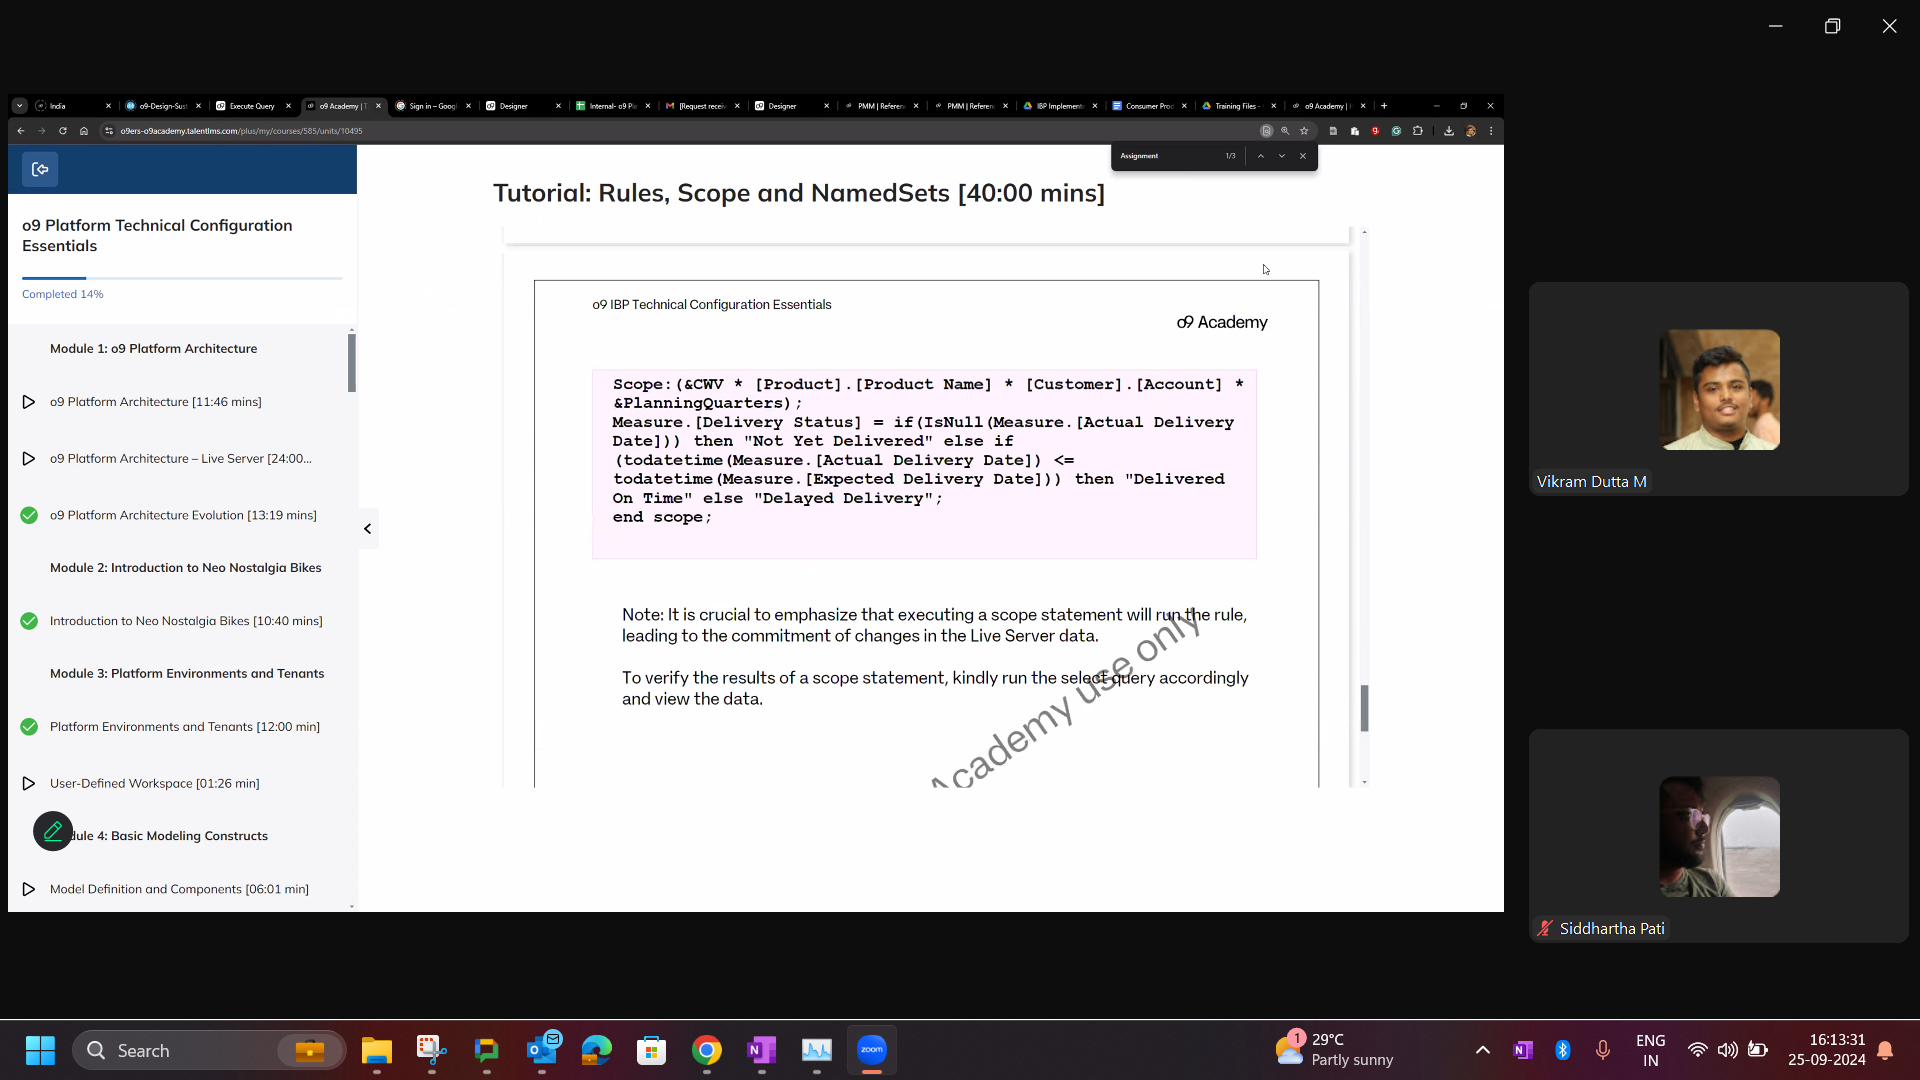 India
o9-Design-Sust
Execute Query
o9 Academy | T
Sign in – Googl
Designer
Internal- o9 Pla
[Request receiv
Designer
PMM | Referen
PMM | Referen
IBP Implement
Consumer Prod
Training Files -
o9 Academy | H
o9ers-o9academy.talentlms.com/plus/my/courses/585/units/10495
Assignment
1/3
o9 Platform Technical Configuration
Essentials
Completed 14%
Module 1: o9 Platform Architecture
o9 Platform Architecture [11:46 mins]
o9 Platform Architecture – Live Server [24:00...
o9 Platform Architecture Evolution [13:19 mins]
Module 2: Introduction to Neo Nostalgia Bikes
Introduction to Neo Nostalgia Bikes [10:40 mins]
Module 3: Platform Environments and Tenants
Platform Environments and Tenants [12:00 min]
User-Defined Workspace [01:26 min]
dule 4: Basic Modeling Constructs
Model Definition and Components [06:01 min]
Tutorial: Rules, Scope and NamedSets [40:00 mins]
o9 IBP Technical Configuration Essentials
o9 Academy
Scope:(&CWV * [Product].[Product Name] * [Customer].[Account] *
&PlanningQuarters);
Measure.[Delivery Status] = if(IsNull(Measure.[Actual Delivery
Date])) then "Not Yet Delivered" else if
(todatetime(Measure.[Actual Delivery Date]) <=
todatetime(Measure.[Expected Delivery Date])) then "Delivered
On Time" else "Delayed Delivery";
end scope;
Note: It is crucial to emphasize that executing a scope statement will run the rule,
leading to the commitment of changes in the Live Server data.
To verify the results of a scope statement, kindly run the select query accordingly
and view the data.
Academy use only
Vikram Dutta M
Siddhartha Pati
Search
zoom
1
29°C
Partly sunny
ENG
IN
16:13:31
25-09-2024